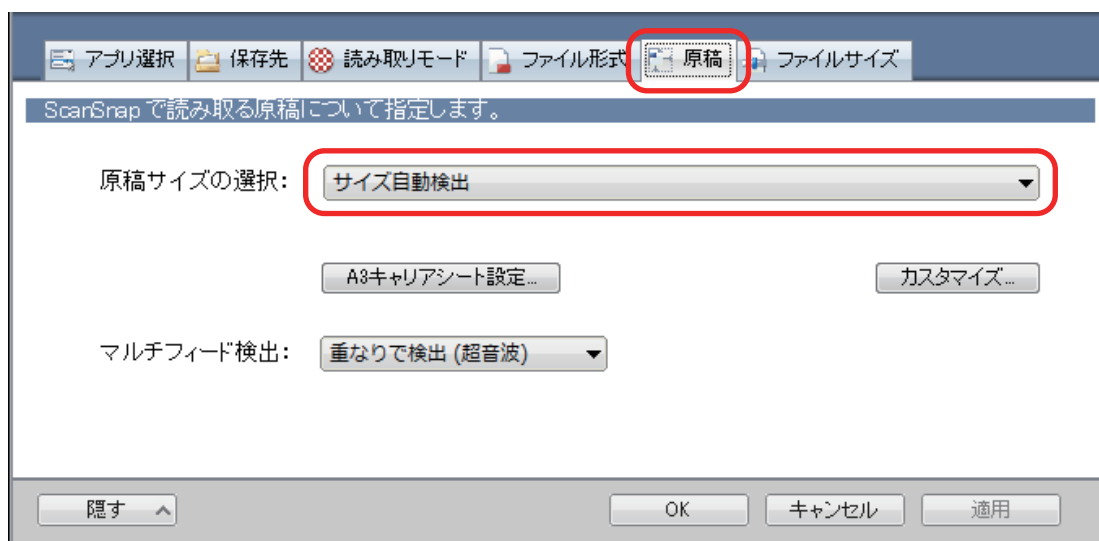 アプリ選択 保存先 読み取りモード ファイル形式 原稿 ファイルサイズ
ScanSnap で読み取る原稿について指定します。
原稿サイズの選択: サイズ自動検出
A3キャリアシート設定... カスタマイズ...
マルチフィード検出: 重なりで検出 (超音波)
隠す OK キャンセル 適用